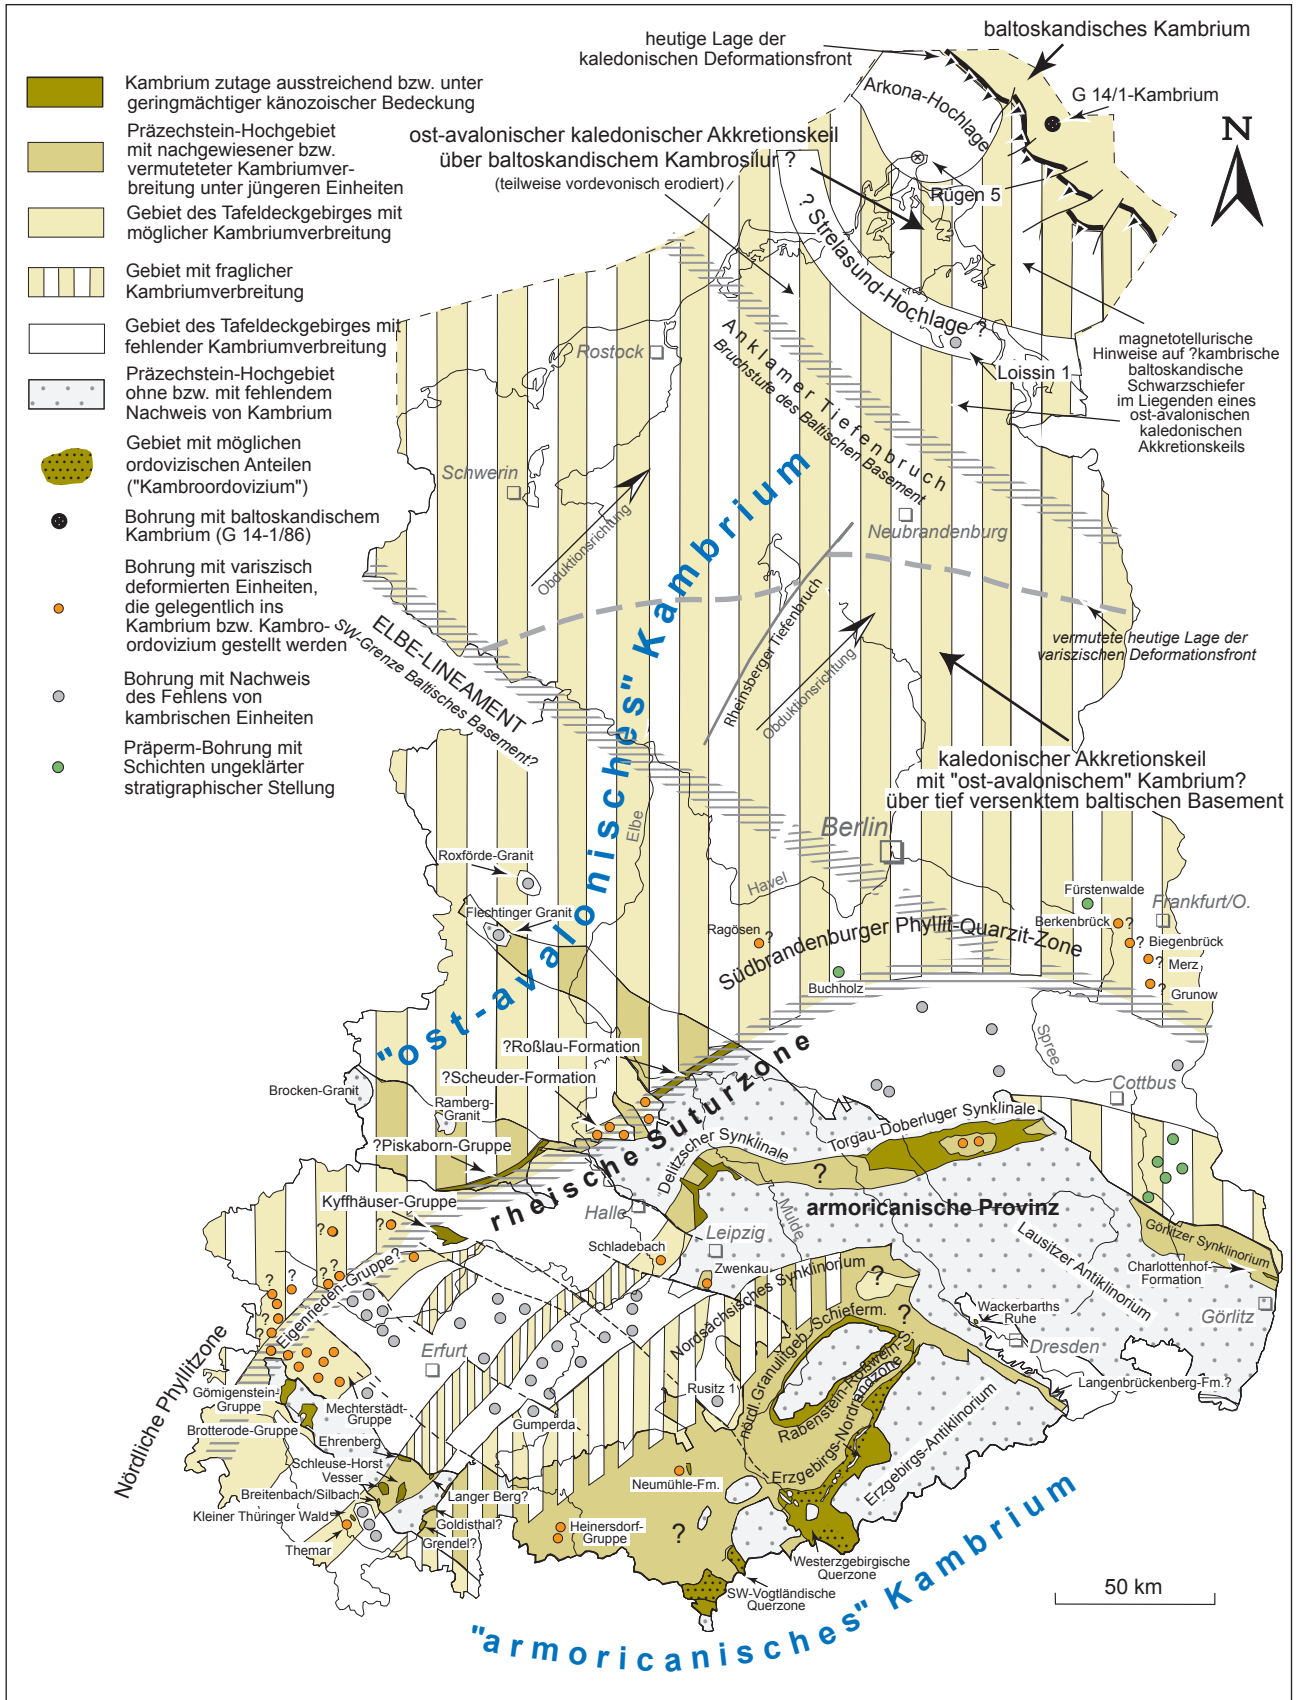 Kambrium zutage ausstreichend bzw. unter
geringmächtiger känozoischer Bedeckung
Präzechstein-Hochgebiet
mit nachgewiesener bzw.
vermuteteter Kambriumver-
breitung unter jüngeren Einheiten
Gebiet des Tafeldeckgebirges mit
möglicher Kambriumverbreitung
Gebiet mit fraglicher
Kambriumverbreitung
Gebiet des Tafeldeckgebirges mit
fehlender Kambriumverbreitung
Präzechstein-Hochgebiet
ohne bzw. mit fehlendem
Nachweis von Kambrium
Gebiet mit möglichen
ordovizischen Anteilen
("Kambroordovizium")
Bohrung mit baltoskandischem
Kambrium (G 14-1/86)
Bohrung mit variszisch
deformierten Einheiten,
die gelegentlich ins
Kambrium bzw. Kambro-
ordovizium gestellt werden
Bohrung mit Nachweis
des Fehlens von
kambrischen Einheiten
Präperm-Bohrung mit
Schichten ungeklärter
stratigraphischer Stellung
heutige Lage der
kaledonischen Deformationsfront
baltoskandisches Kambrium
G 14/1-Kambrium
N
Arkona-Hochlage
ost-avalonischer kaledonischer Akkretionskeil
über baltoskandischem Kambrosilur ?
(teilweise vordevonisch erodiert)
Rügen 5
? Strelasund-Hochlage ?
Loissin 1
magnetotellurische
Hinweise auf ?kambrische
baltoskandische
Schwarzschiefer
im Liegenden eines
ost-avalonischen
kaledonischen
Akkretionskeils
Rostock
Anklamer Tiefenbruch
Bruchstufe des Baltischen Basement
Schwerin
Neubrandenburg
Obduktionsrichtung
Rheinsberger Tiefenbruch
Obduktionsrichtung
vermutete heutige Lage der
variszischen Deformationsfront
ELBE-LINEAMENT
SW-Grenze Baltisches Basement?
"ost-avalonisches" Kambrium
kaledonischer Akkretionskeil
mit "ost-avalonischem" Kambrium?
über tief versenktem baltischen Basement
Elbe
Berlin
Havel
Roxförde-Granit
Flechtinger Granit
Fürstenwalde
Frankfurt/O.
Berkenbrück
?
? Biegenbrück
? Merz
?
Grunow
Ragösen
?
Südbrandenburger Phyllit-Quarzit-Zone
Buchholz
Spree
Cottbus
?Roßlau-Formation
?Scheuder-Formation
Brocken-Granit
Ramberg-
Granit
?Piskaborn-Gruppe
rheische Suturzone
Torgau-Doberluger Synklinale
Delitzscher Synklinale
?
Kyffhäuser-Gruppe
Halle
Mulde
armoricanische Provinz
Leipzig
Schladebach
Zwenkau
Lausitzer Antiklinorium
Görlitzer Synklinorium
Charlottenhof-
Formation
Görlitz
Wackerbarths
Ruhe
Dresden
Langenbrückenberg-Fm.?
?
?
?
?
?
?
?
?
?
Eigenrieden-Gruppe?
Nördliche Phyllitzone
Erfurt
Nordsächsisches Synklinorium
?
?
nördl. Granulitgeb.-Schieferm.
Rabenstein-Roßwein-S.
Erzgebirgs-Nordrandzone
Erzgebirgs-Antiklinorium
Rusitz 1
Gömigenstein-
Gruppe
Mechterstädt-
Gruppe
Brotterode-Gruppe
Ehrenberg
Schleuse-Horst
Vesser
Breitenbach/Silbach
Kleiner Thüringer Wald
Themar
Langer Berg?
Goldisthal?
Grendel?
Gumperda
Neumühle-Fm.
Heinersdorf-
Gruppe
?
Westerzgebirgische
Querzone
SW-Vogtländische
Querzone
50 km
"armoricanisches" Kambrium